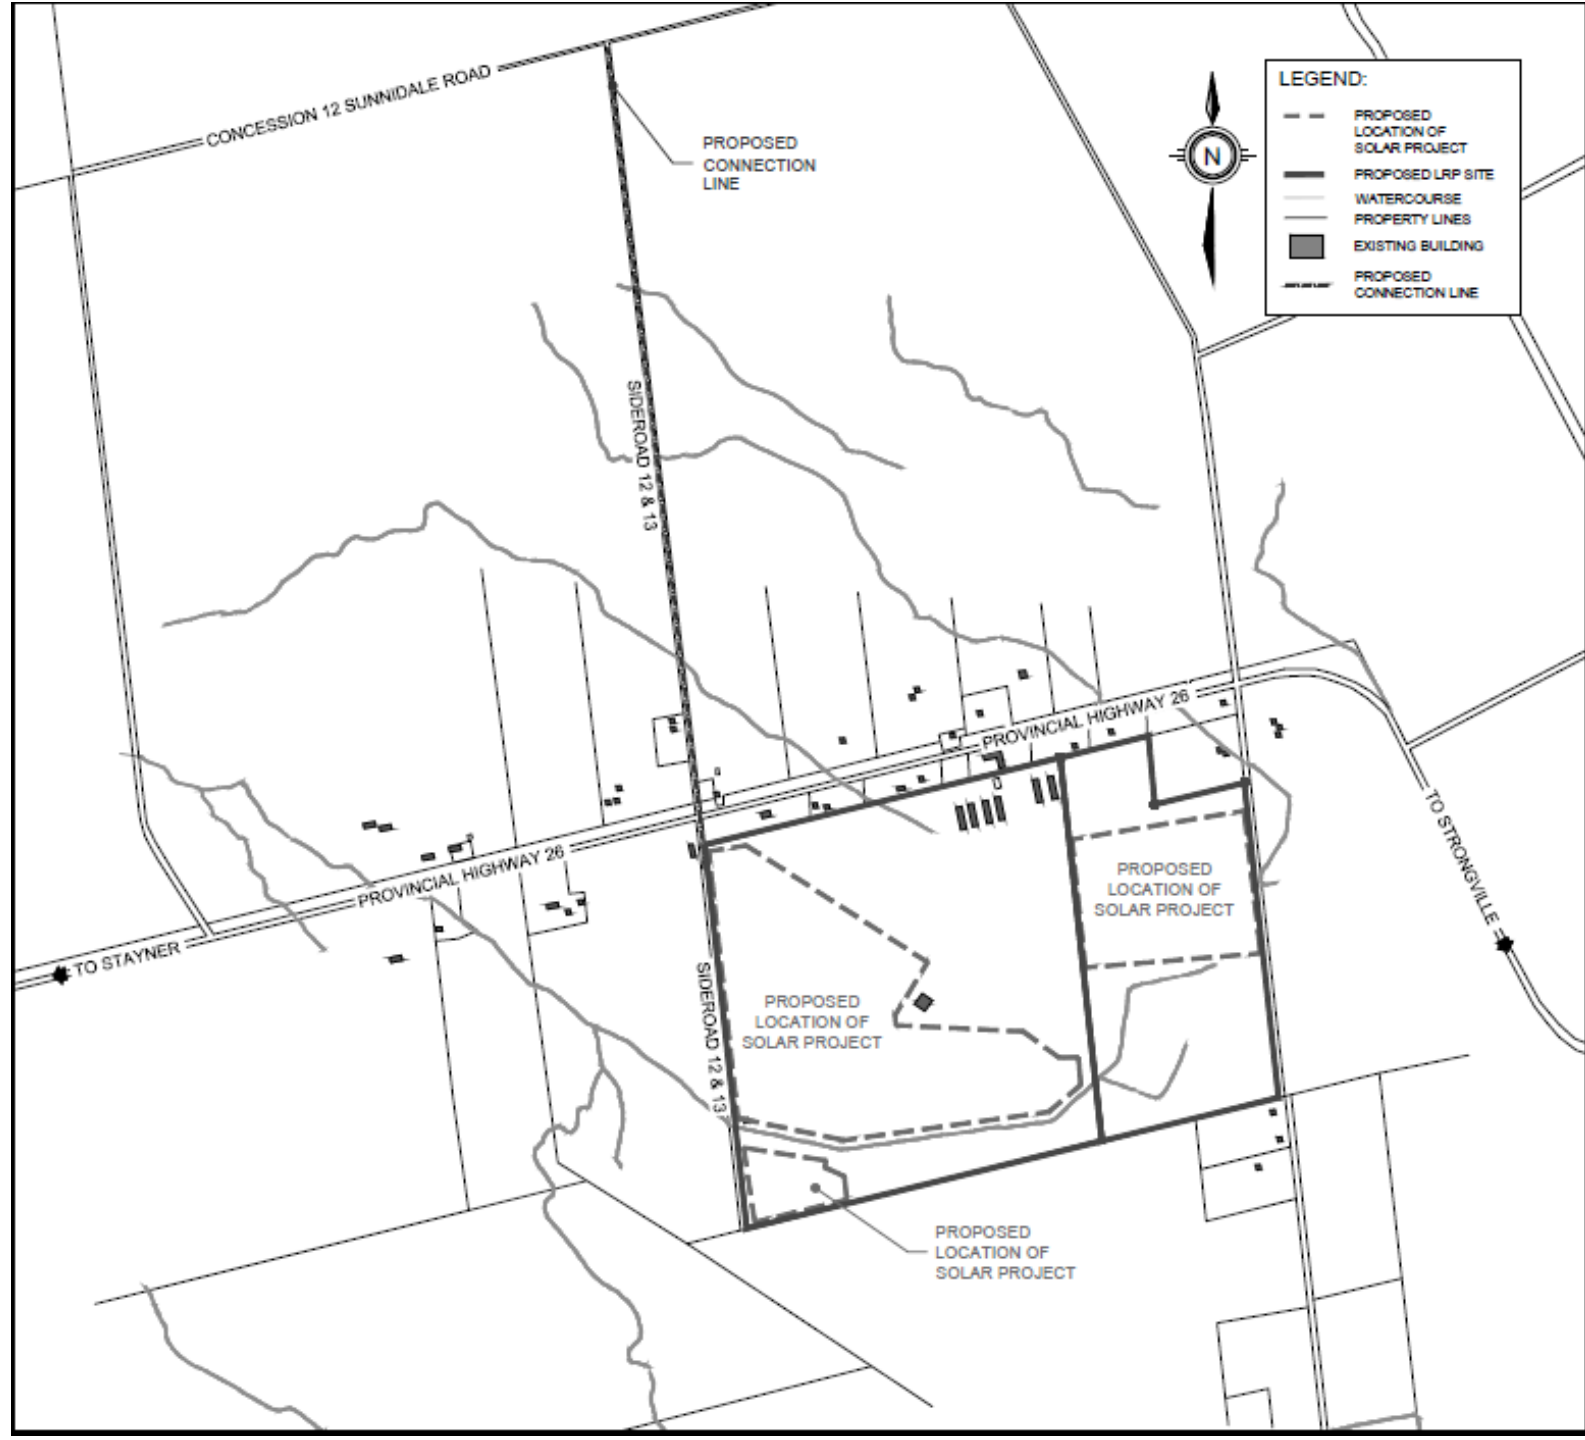 CONCESSION 12 SUNNIDALE ROAD
PROPOSED
CONNECTION
LINE
N
LEGEND:
PROPOSED
LOCATION OF
SOLAR PROJECT
PROPOSED LRP SITE
WATERCOURSE
PROPERTY LINES
EXISTING BUILDING
PROPOSED
CONNECTION LINE
SIDEROAD 12 & 13
PROVINCIAL HIGHWAY 26
PROVINCIAL HIGHWAY 26
TO STAYNER
TO STRONGVILLE
PROPOSED
LOCATION OF
SOLAR PROJECT
SIDEROAD 12 & 13
PROPOSED
LOCATION OF
SOLAR PROJECT
PROPOSED
LOCATION OF
SOLAR PROJECT